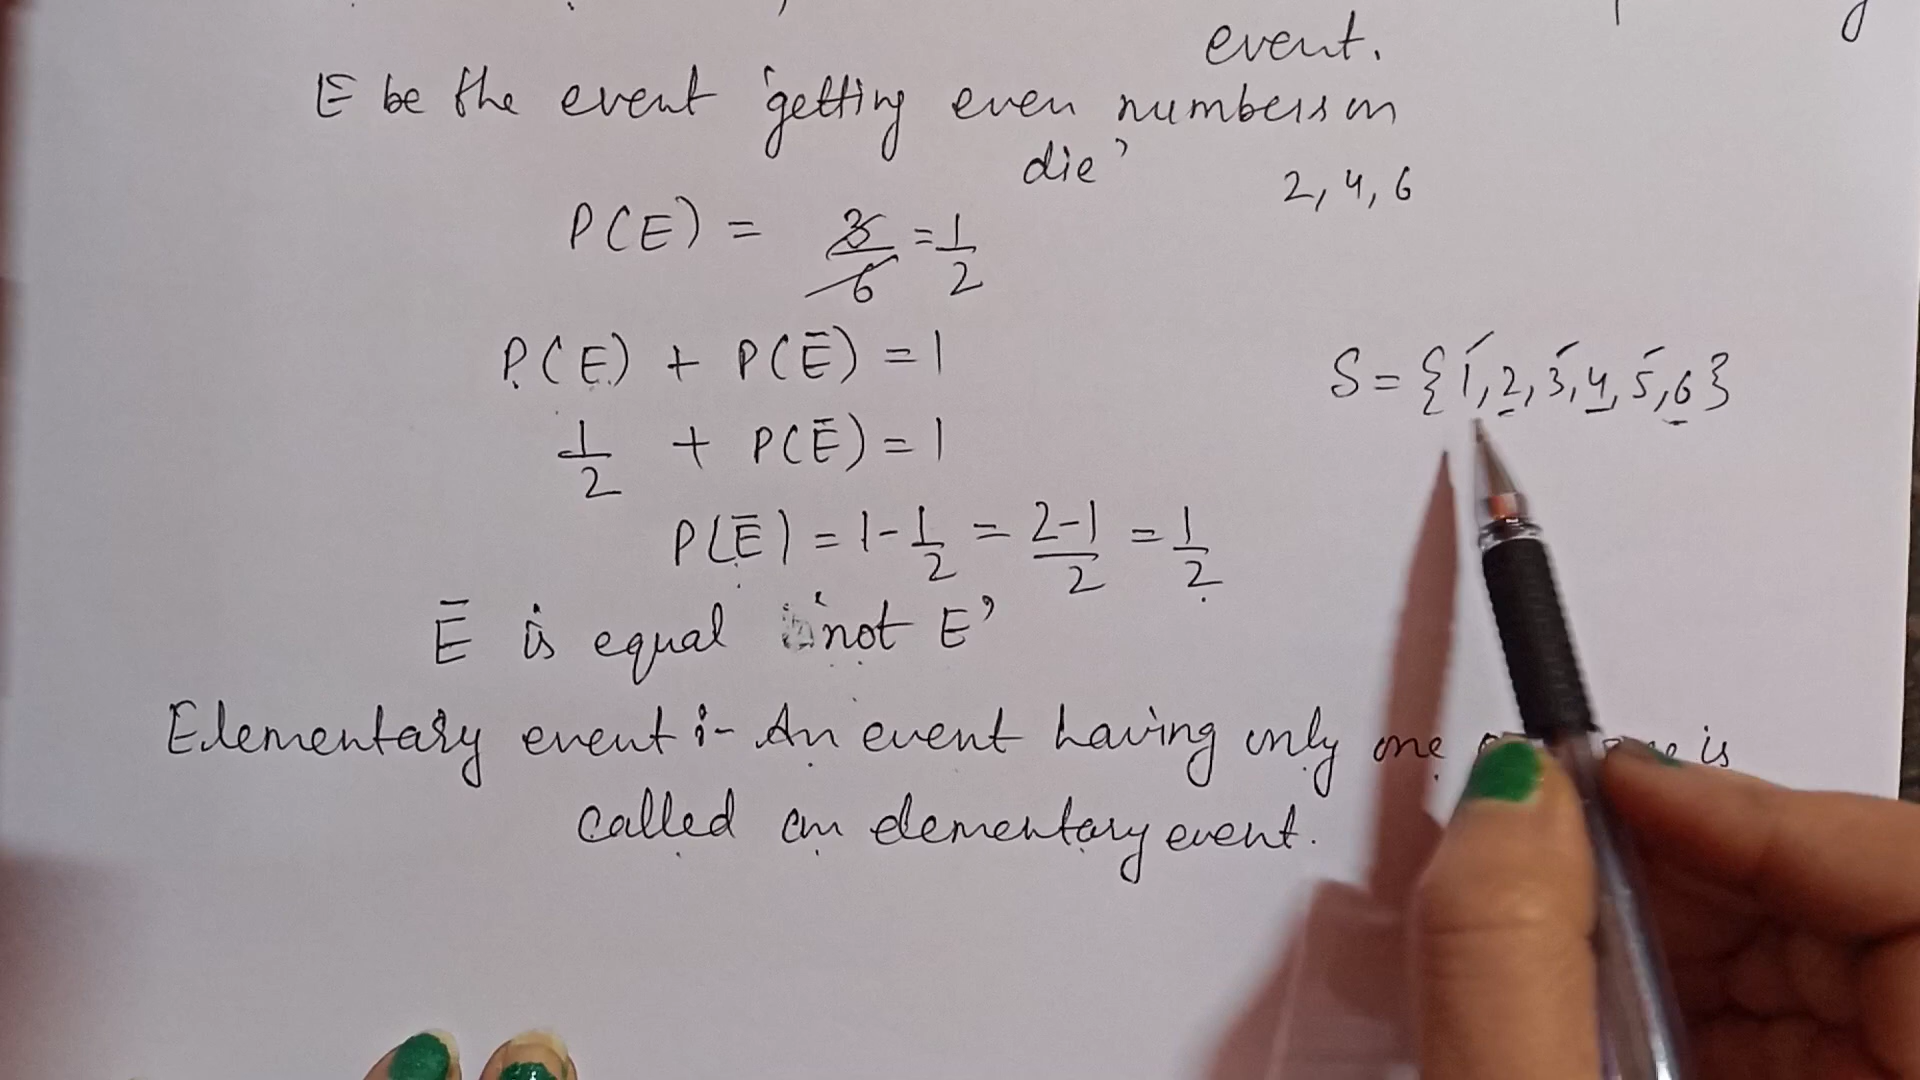 event.
E be the event 'getting even numbers on
die'
2, 4, 6
P(E) = 3/6 = 1/2
P(E) + P(Ē) = 1
S = {1, 2, 3, 4, 5, 6}
1/2 + P(Ē) = 1
P(Ē) = 1 - 1/2 = 2-1/2 = 1/2
Ē is equal 'not E'
Elementary event :- An event having only one is
called an elementary event.